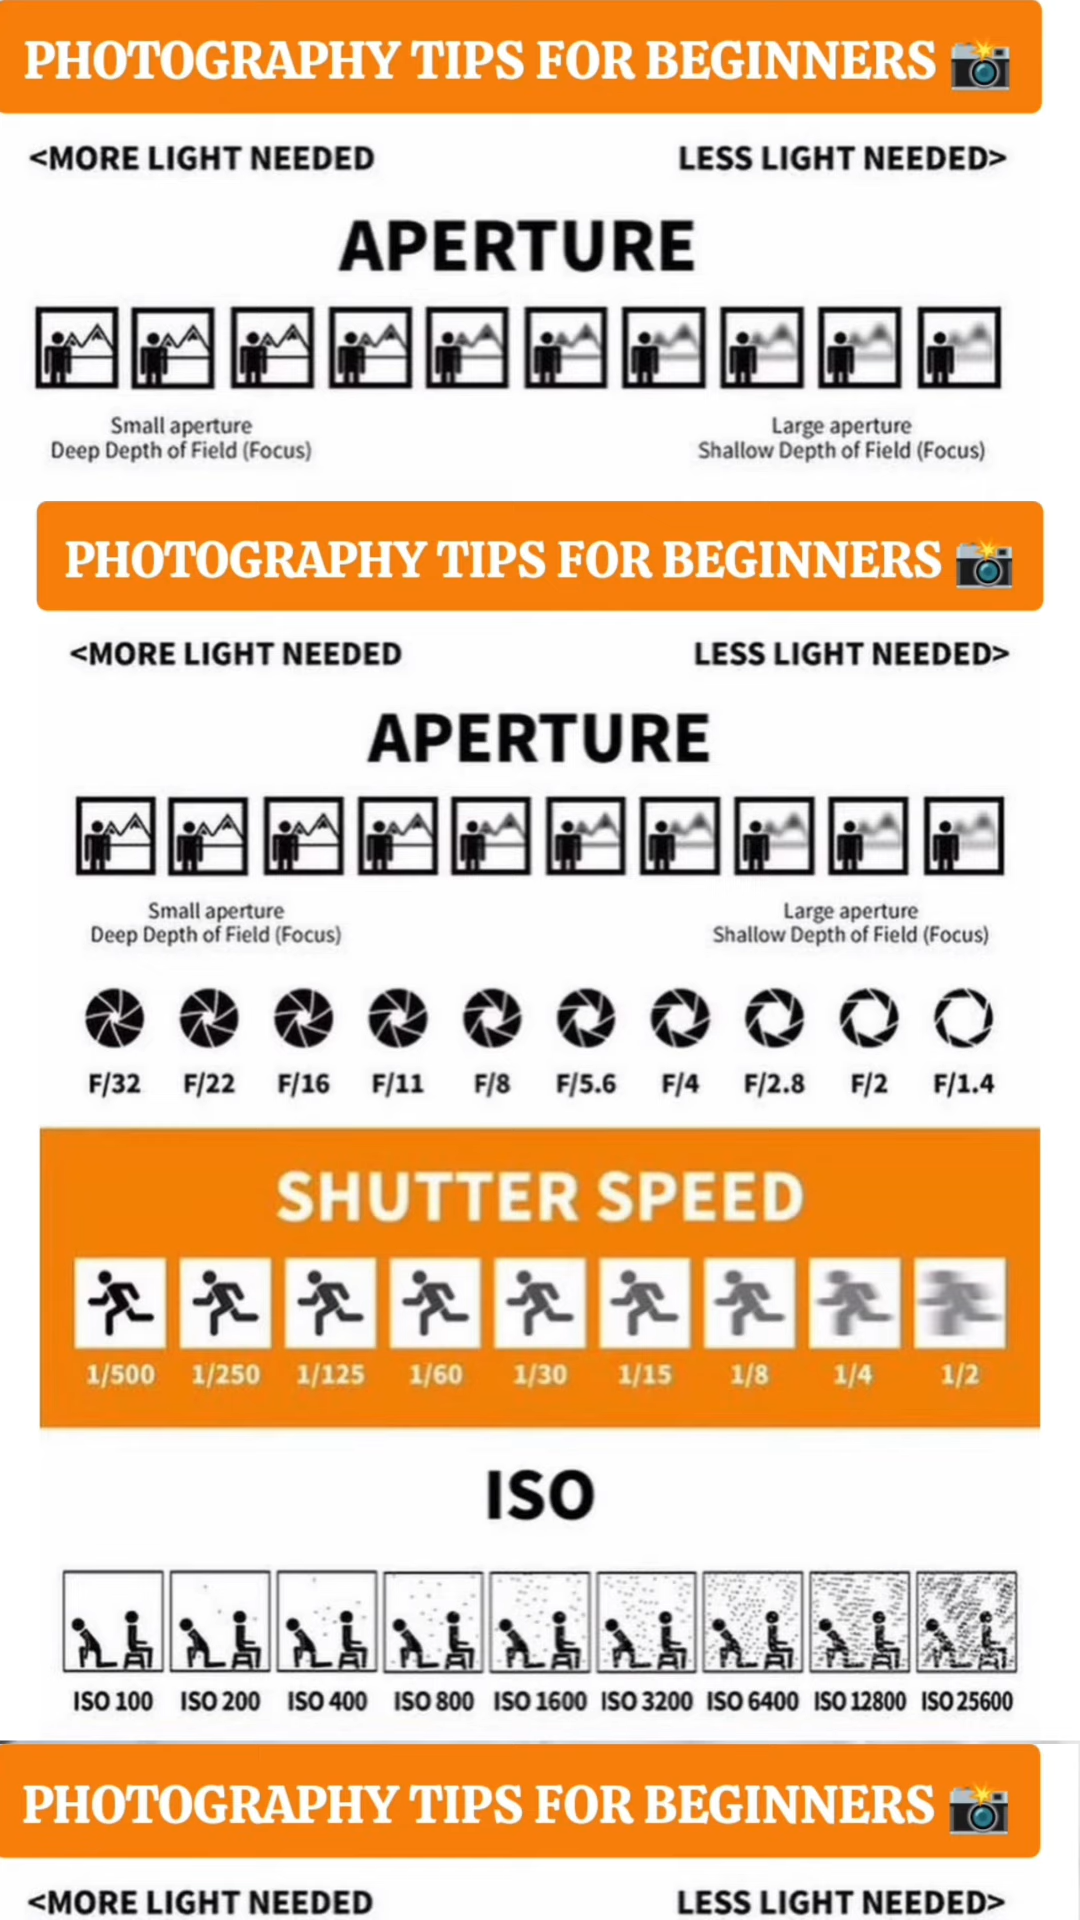 PHOTOGRAPHY TIPS FOR BEGINNERS 📸
<MORE LIGHT NEEDED LESS LIGHT NEEDED>
APERTURE
Small aperture Large aperture
Deep Depth of Field (Focus) Shallow Depth of Field (Focus)
PHOTOGRAPHY TIPS FOR BEGINNERS 📸
<MORE LIGHT NEEDED LESS LIGHT NEEDED>
APERTURE
Small aperture Large aperture
Deep Depth of Field (Focus) Shallow Depth of Field (Focus)
F/32 F/22 F/16 F/11 F/8 F/5.6 F/4 F/2.8 F/2 F/1.4
SHUTTER SPEED
1/500 1/250 1/125 1/60 1/30 1/15 1/8 1/4 1/2
ISO
ISO 100 ISO 200 ISO 400 ISO 800 ISO 1600 ISO 3200 ISO 6400 ISO 12800 ISO 25600
PHOTOGRAPHY TIPS FOR BEGINNERS 📸
<MORE LIGHT NEEDED LESS LIGHT NEEDED>